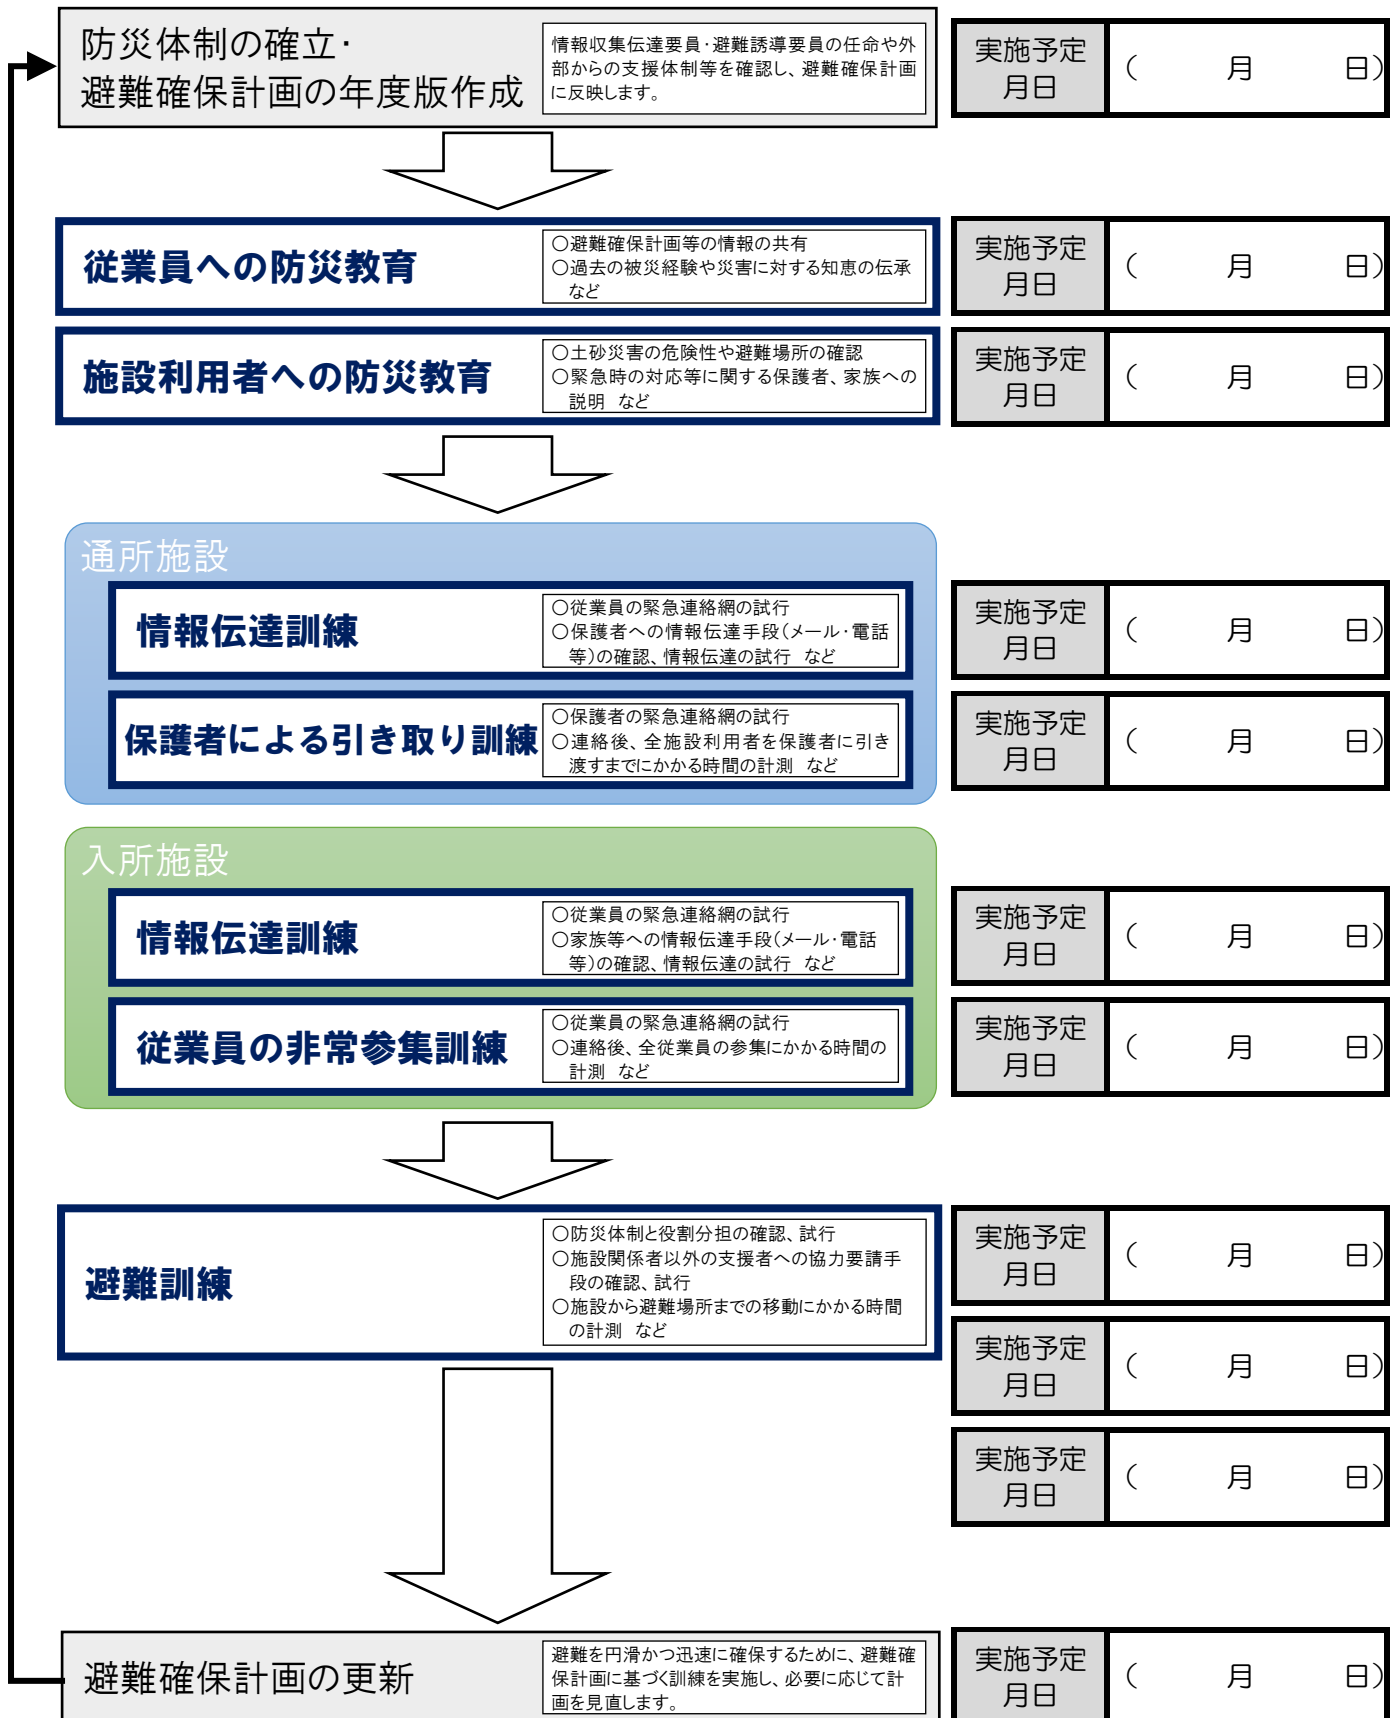 防災体制の確立・
避難確保計画の年度版作成
情報収集伝達要員・避難誘導要員の任命や外
部からの支援体制等を確認し、避難確保計画
に反映します。
実施予定
月日
（　月　日）
従業員への防災教育
〇避難確保計画等の情報の共有
〇過去の被災経験や災害に対する知恵の伝承
など
実施予定
月日
（　月　日）
施設利用者への防災教育
〇土砂災害の危険性や避難場所の確認
〇緊急時の対応等に関する保護者、家族への
説明　など
実施予定
月日
（　月　日）
通所施設
情報伝達訓練
〇従業員の緊急連絡網の試行
〇保護者への情報伝達手段（メール・電話
等）の確認、情報伝達の試行　など
実施予定
月日
（　月　日）
保護者による引き取り訓練
〇保護者の緊急連絡網の試行
〇連絡後、全施設利用者を保護者に引き
渡すまでにかかる時間の計測　など
実施予定
月日
（　月　日）
入所施設
情報伝達訓練
〇従業員の緊急連絡網の試行
〇家族等への情報伝達手段（メール・電話
等）の確認、情報伝達の試行　など
実施予定
月日
（　月　日）
従業員の非常参集訓練
〇従業員の緊急連絡網の試行
〇連絡後、全従業員の参集にかかる時間の
計測　など
実施予定
月日
（　月　日）
避難訓練
〇防災体制と役割分担の確認、試行
〇施設関係者以外の支援者への協力要請手
段の確認、試行
〇施設から避難場所までの移動にかかる時間
の計測　など
実施予定
月日
（　月　日）
実施予定
月日
（　月　日）
実施予定
月日
（　月　日）
避難確保計画の更新
避難を円滑かつ迅速に確保するために、避難確
保計画に基づく訓練を実施し、必要に応じて計
画を見直します。
実施予定
月日
（　月　日）